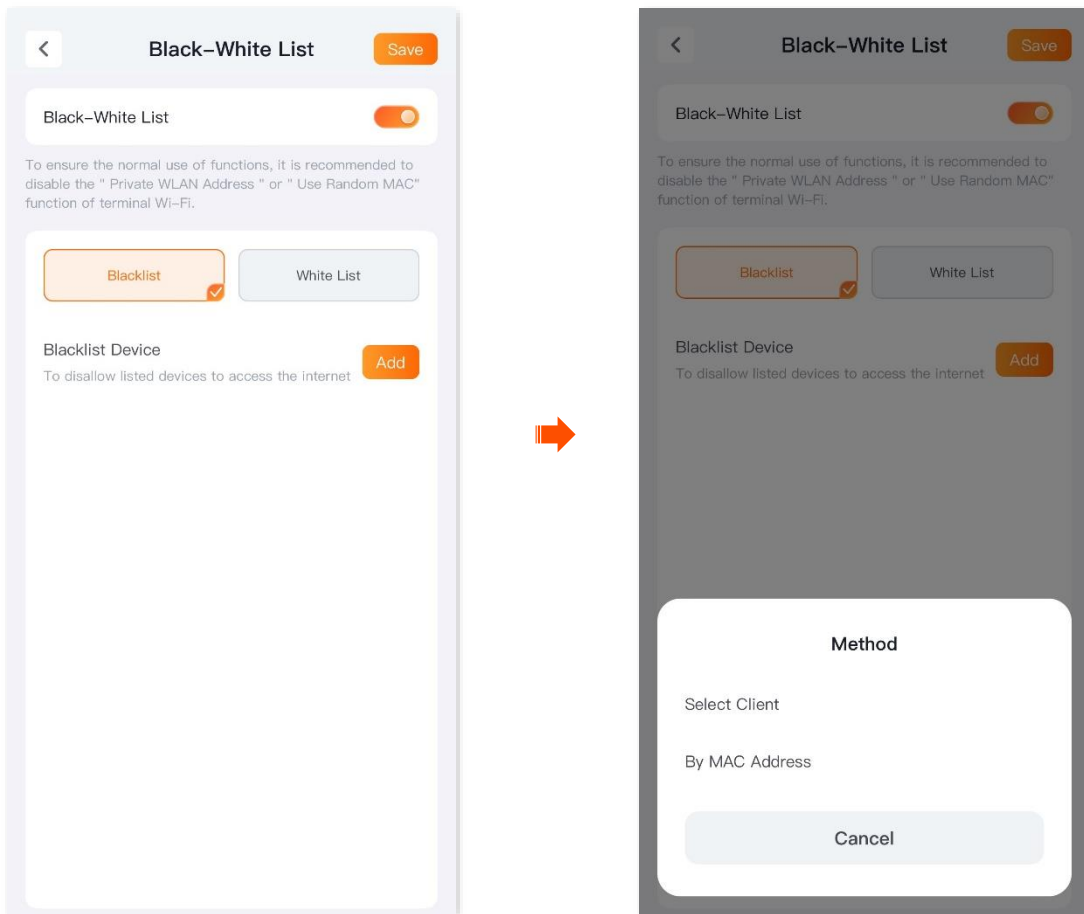 Black-White List
Save
Black-White List
To ensure the normal use of functions, it is recommended to
disable the " Private WLAN Address " or " Use Random MAC"
function of terminal Wi-Fi.
Blacklist
White List
Blacklist Device
Add
To disallow listed devices to access the internet
Black-White List
Save
Black-White List
To ensure the normal use of functions, it is recommended to
disable the " Private WLAN Address " or " Use Random MAC"
function of terminal Wi-Fi.
Blacklist
White List
Blacklist Device
Add
To disallow listed devices to access the internet
Method
Select Client
By MAC Address
Cancel